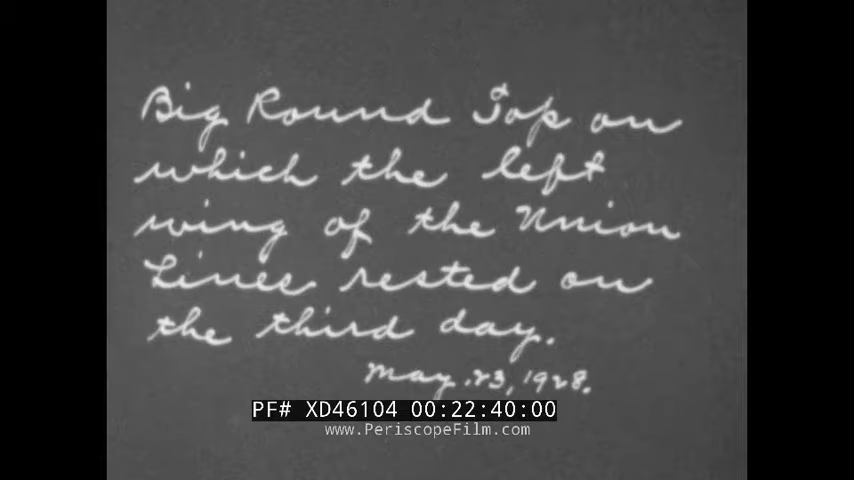 Big Round Top on
which the left
wing of the Union
Lines rested on
the third day.
May. 23, 1928.
PF# XD46104 00:22:40:00
www.PeriscopeFilm.com